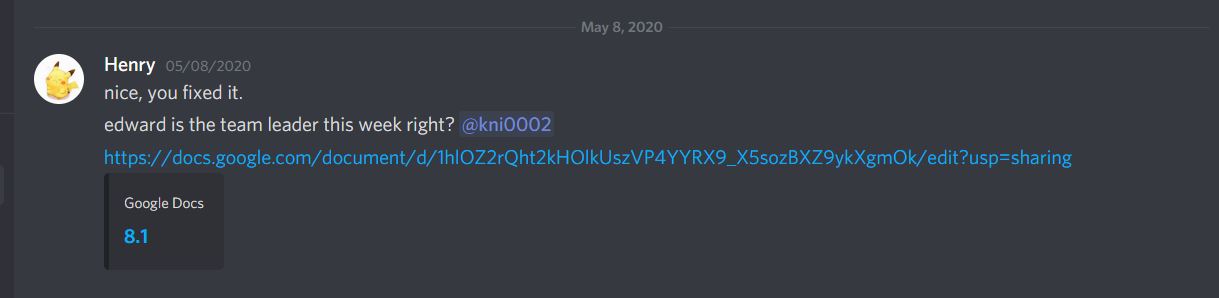 May 8, 2020
Henry 05/08/2020
nice, you fixed it.
edward is the team leader this week right? @kni0002
https://docs.google.com/document/d/1hlOZ2rQht2kHOlkUszVP4YYRX9_X5sozBXZ9ykXgmOk/edit?usp=sharing
Google Docs
8.1